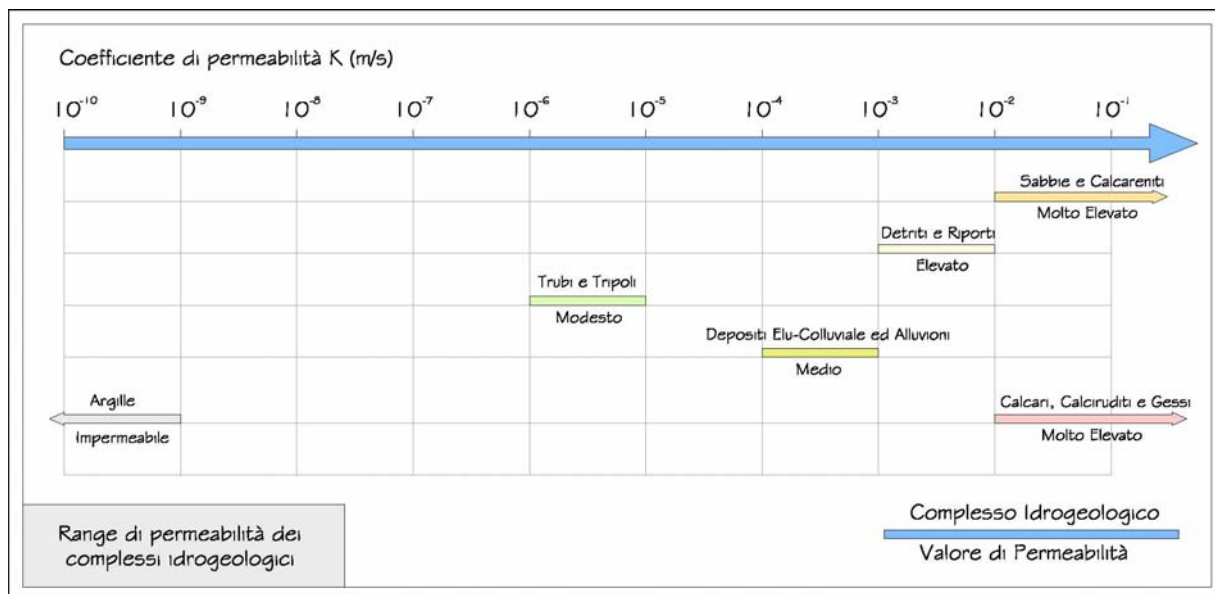 Coefficiente di permeabilità K (m/s)
10⁻¹⁰ 10⁻⁹ 10⁻⁸ 10⁻⁷ 10⁻⁶ 10⁻⁵ 10⁻⁴ 10⁻³ 10⁻² 10⁻¹
Sabbie e Calcareniti
Molto Elevato
Detriti e Riporti
Elevato
Trubi e Tripoli
Modesto
Depositi Elu-Colluviale ed Alluvioni
Medio
Argille
Impermeabile
Calcari, Calciruditi e Gessi
Molto Elevato
Range di permeabilità dei
complessi idrogeologici
Complesso Idrogeologico
Valore di Permeabilità